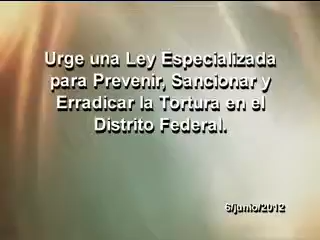 Urge una Ley Especializada
para Prevenir, Sancionar y
Erradicar la Tortura en el
Distrito Federal.
6/junio/2012